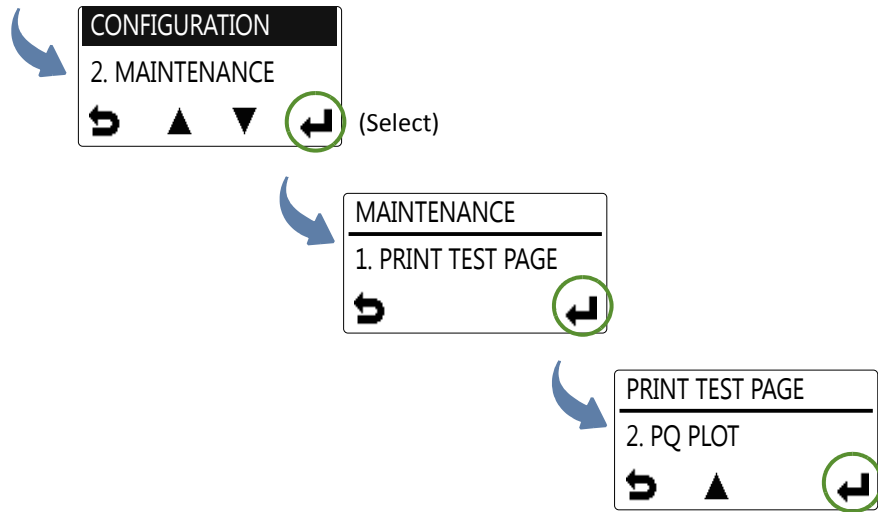 CONFIGURATION
2. MAINTENANCE
(Select)
MAINTENANCE
1. PRINT TEST PAGE
PRINT TEST PAGE
2. PQ PLOT